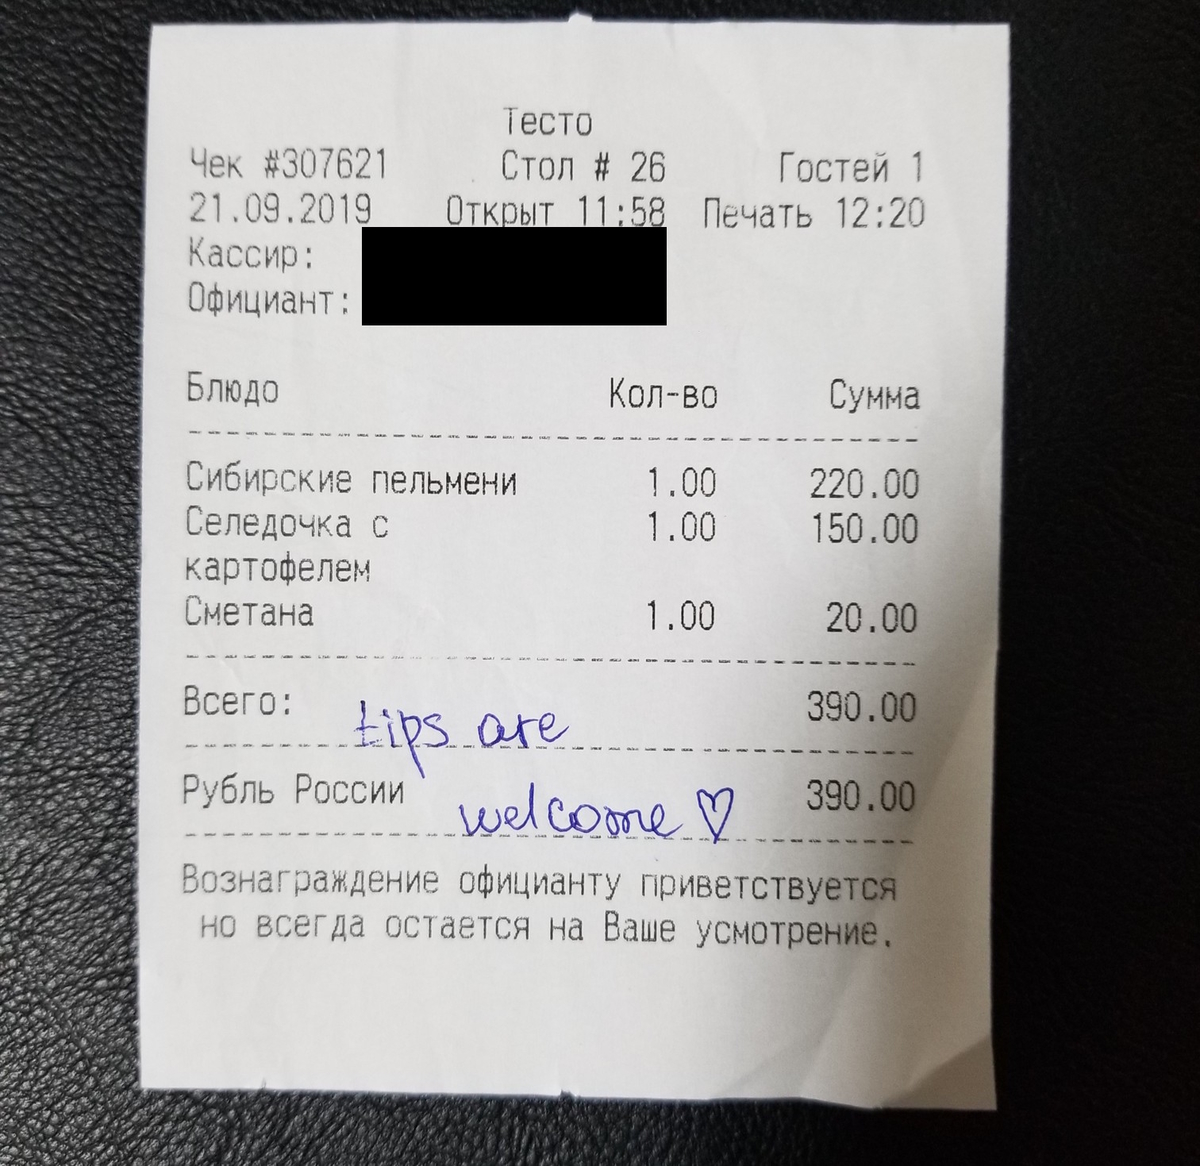 Тесто
Чек #307621 Стол # 26 Гостей 1
21.09.2019 Открыт 11:58 Печать 12:20
Кассир:
Официант:
Блюдо Кол-во Сумма
Сибирские пельмени 1.00 220.00
Селедочка с 1.00 150.00
картофелем
Сметана 1.00 20.00
Всего: 390.00
tips are
Рубль России 390.00
welcome ♡
Вознаграждение официанту приветствуется
но всегда остается на Ваше усмотрение.